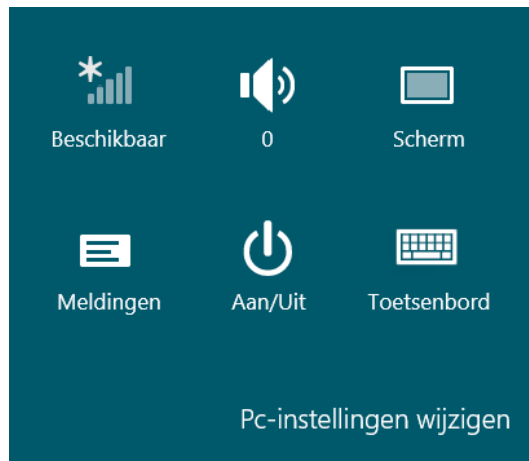 Beschikbaar
0
Scherm
Meldingen
Aan/Uit
Toetsenbord
Pc-instellingen wijzigen